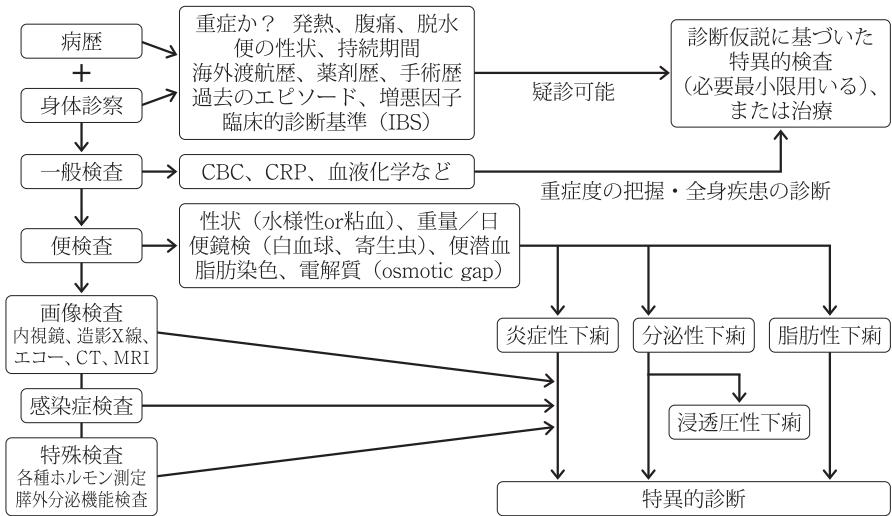 病歴
+
身体診察
重症か？ 発熱、腹痛、脱水
便の性状、持続期間
海外渡航歴、薬剤歴、手術歴
過去のエピソード、増悪因子
臨床的診断基準（IBS）
疑診可能
診断仮説に基づいた
特異的検査
（必要最小限用いる）、
または治療
一般検査
CBC、CRP、血液化学など
重症度の把握・全身疾患の診断
便検査
性状（水様性or粘血）、重量／日
便鏡検（白血球、寄生虫）、便潜血
脂肪染色、電解質（osmotic gap）
画像検査
内視鏡、造影X線、
エコー、CT、MRI
炎症性下痢
分泌性下痢
脂肪性下痢
感染症検査
浸透圧性下痢
特殊検査
各種ホルモン測定
膵外分泌機能検査
特異的診断